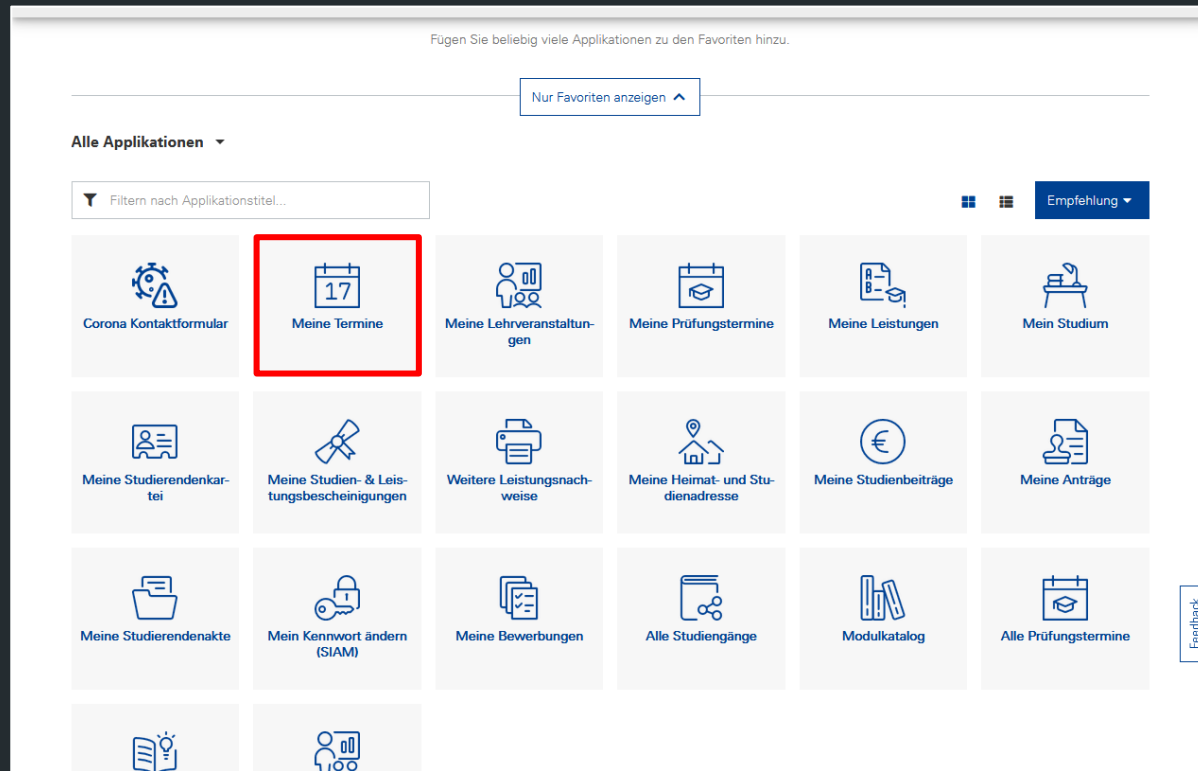 Fügen Sie beliebig viele Applikationen zu den Favoriten hinzu.
Nur Favoriten anzeigen
Alle Applikationen
Filtern nach Applikationstitel...
Empfehlung
Corona Kontaktformular
17
Meine Termine
Meine Lehrveranstaltun-
gen
Meine Prüfungstermine
A
B
Meine Leistungen
Mein Studium
Meine Studierendenkar-
tei
Meine Studien- & Leis-
tungsbescheinigungen
Weitere Leistungsnach-
weise
Meine Heimat- und Stu-
dienadresse
€
Meine Studienbeiträge
Meine Anträge
Meine Studierendenakte
Mein Kennwort ändern
(SIAM)
Meine Bewerbungen
Alle Studiengänge
Modulkatalog
Alle Prüfungstermine
Feedback